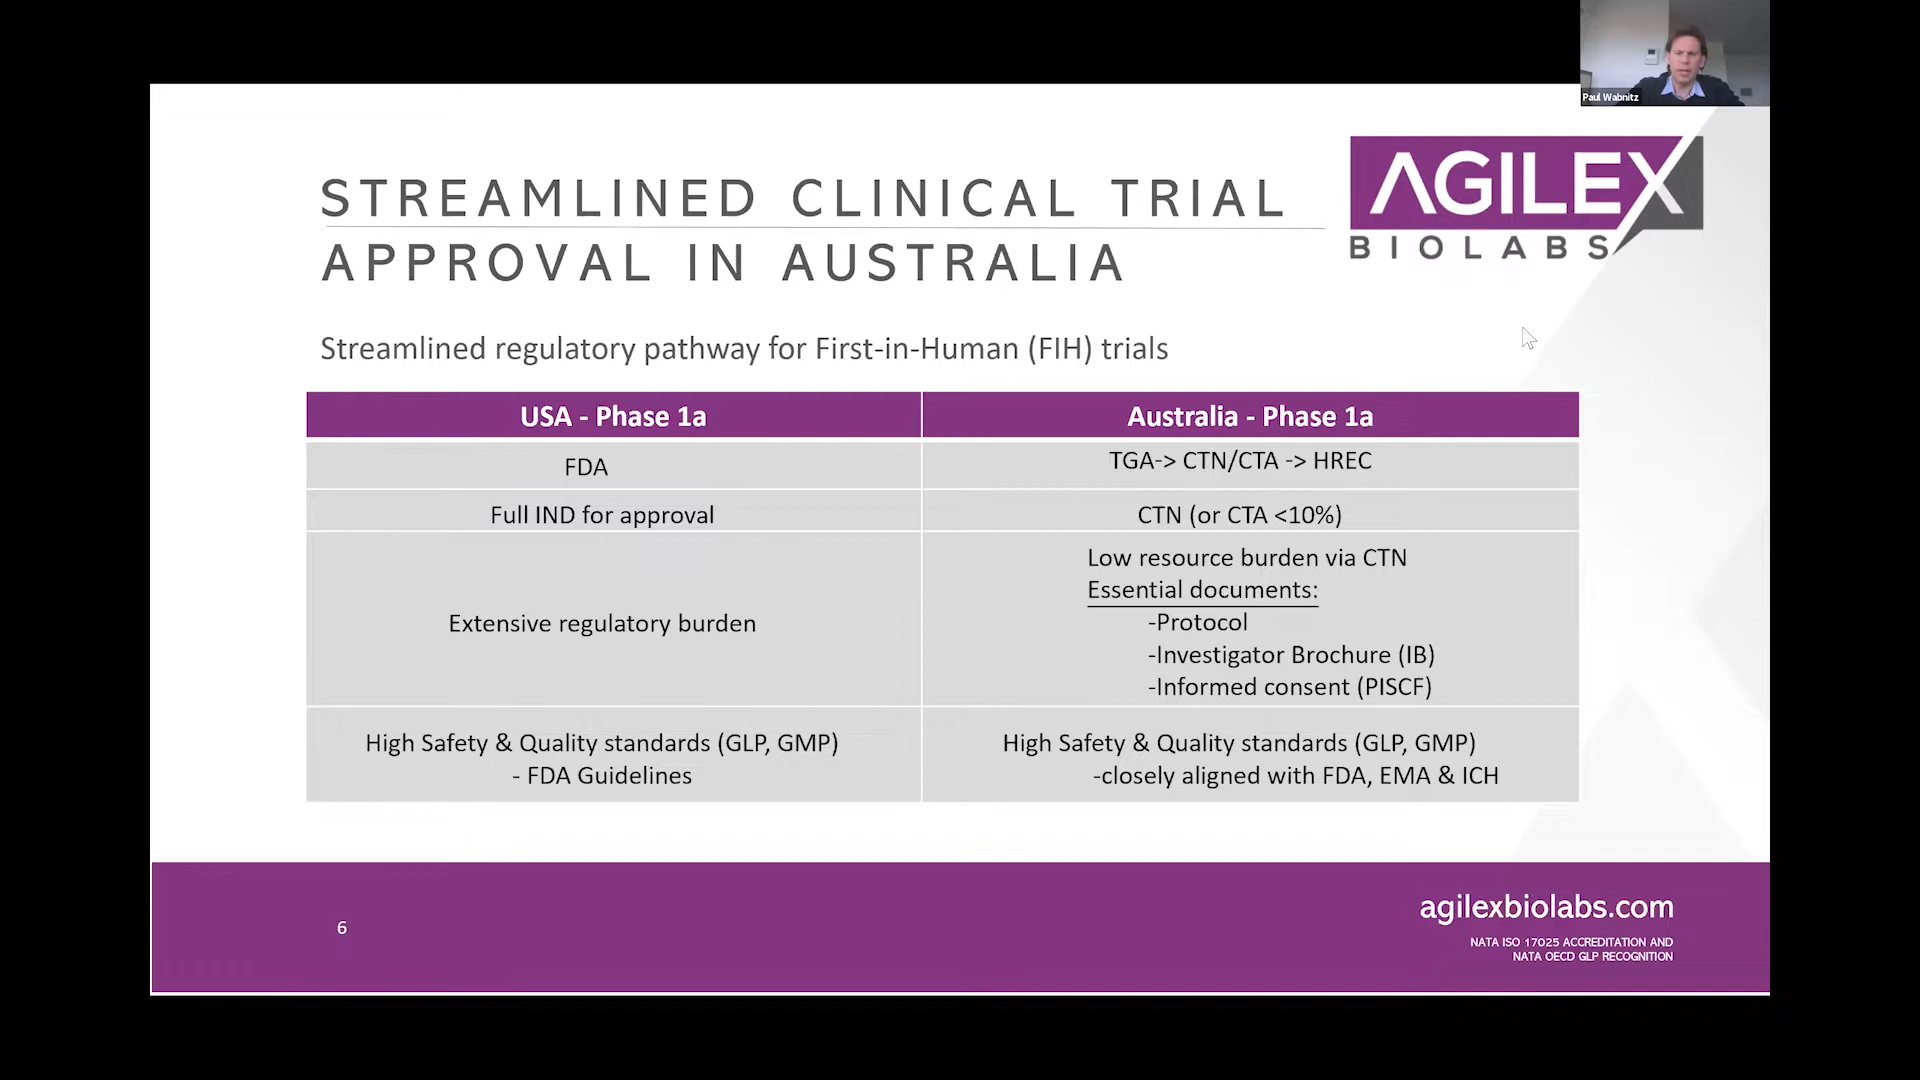 Paul Wabnitz
AGILEX
BIOLABS
STREAMLINED CLINICAL TRIAL
APPROVAL IN AUSTRALIA
Streamlined regulatory pathway for First-in-Human (FIH) trials
USA - Phase 1a
Australia - Phase 1a
FDA
TGA-> CTN/CTA -> HREC
Full IND for approval
CTN (or CTA <10%)
Extensive regulatory burden
Low resource burden via CTN
Essential documents:
-Protocol
-Investigator Brochure (IB)
-Informed consent (PISCF)
High Safety & Quality standards (GLP, GMP)
- FDA Guidelines
High Safety & Quality standards (GLP, GMP)
-closely aligned with FDA, EMA & ICH
6
agilexbiolabs.com
NATA ISO 17025 ACCREDITATION AND
NATA OECD GLP RECOGNITION